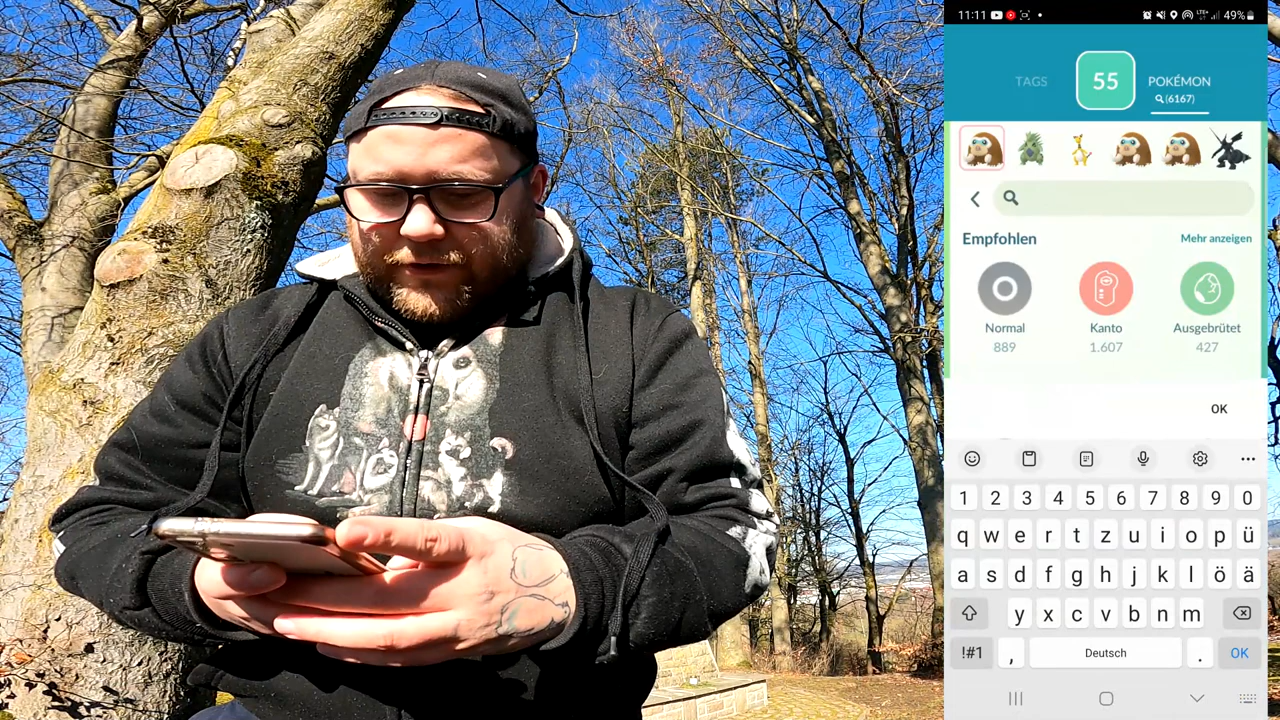 11:11
LTE+
49%
TAGS
55
POKÉMON
(6167)
Empfohlen
Mehr anzeigen
Normal
Kanto
Ausgebrütet
889
1.607
427
OK
1 2 3 4 5 6 7 8 9 0
q w e r t z u i o p ü
a s d f g h j k l ö ä
y x c v b n m
!#1 , Deutsch . OK